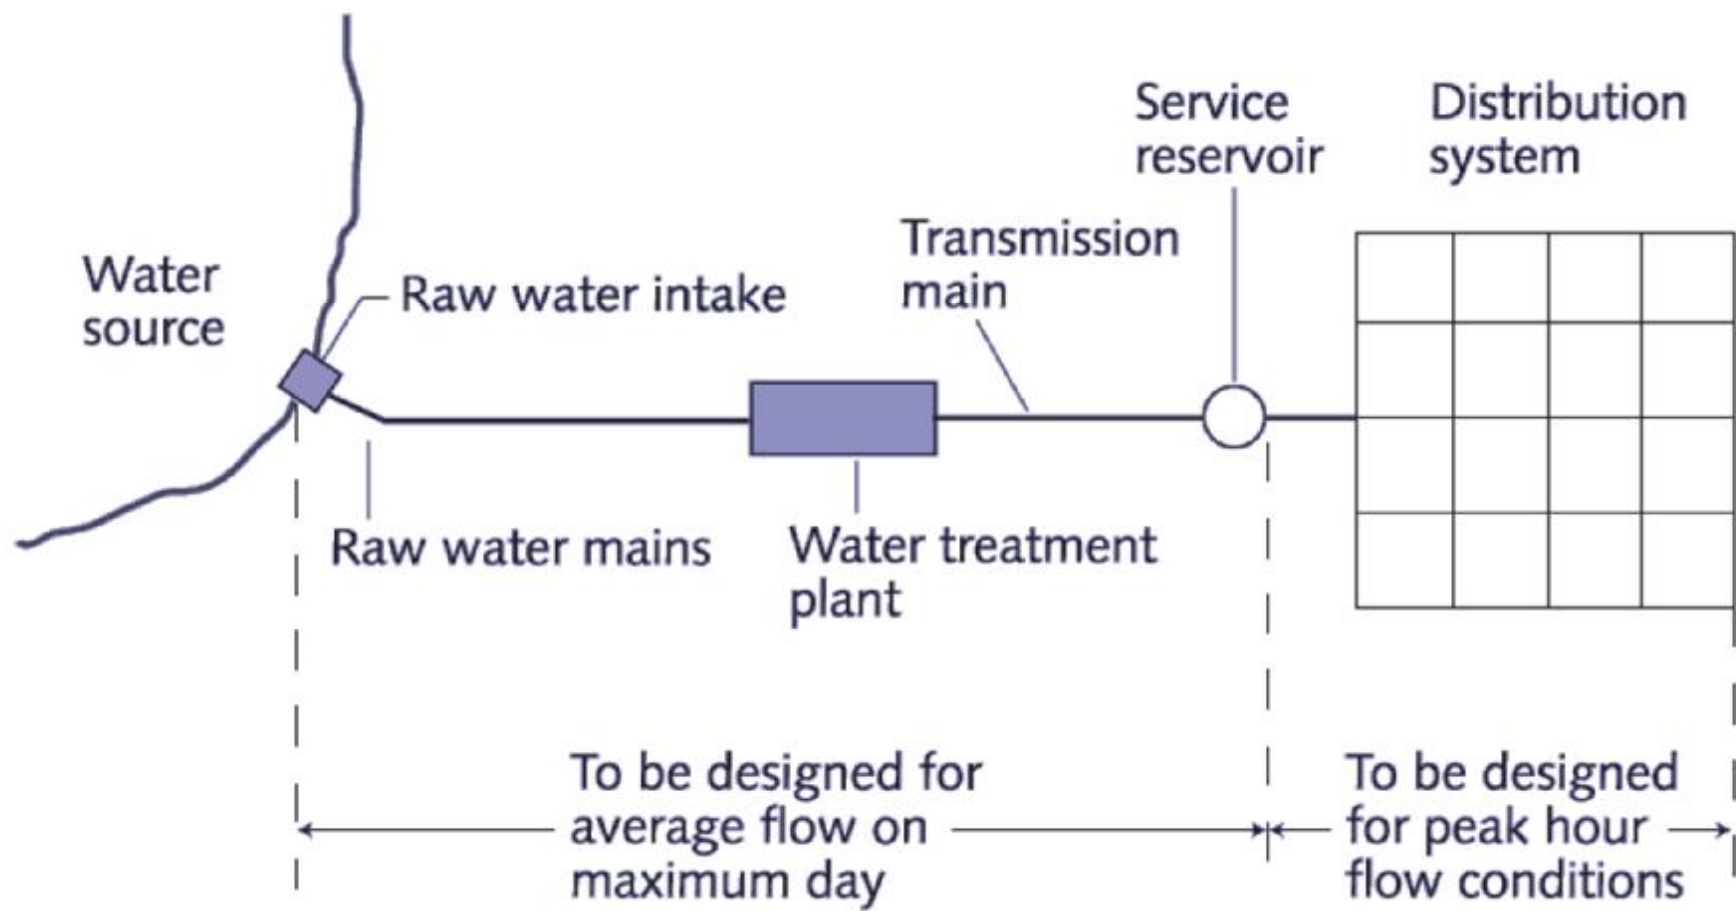 Service
reservoir
Distribution
system
Transmission
main
Water
source
Raw water intake
Raw water mains
Water treatment
plant
To be designed for
average flow on
maximum day
To be designed
for peak hour
flow conditions